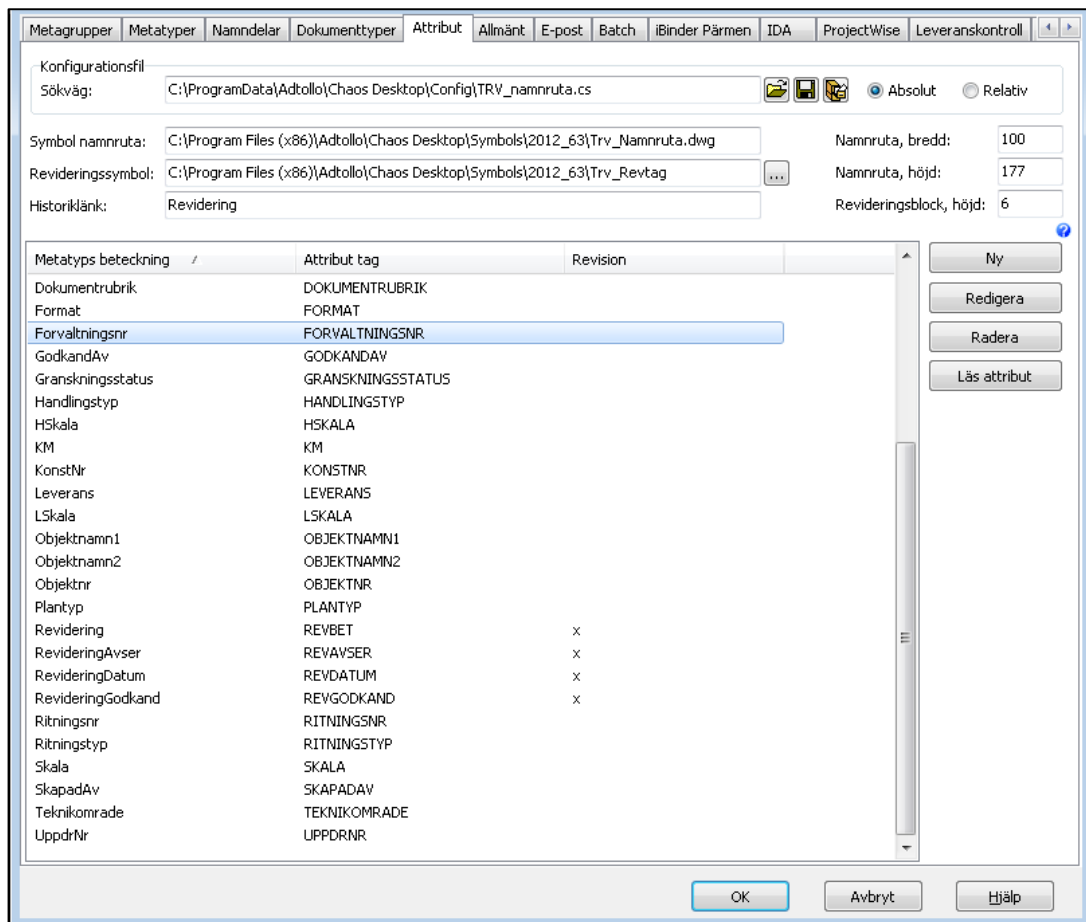 Metagrupper Metatyper Namndelar Dokumenttyper Attribut Allmänt E-post Batch iBinder Pärmen IDA ProjectWise Leveranskontroll
Konfigurationsfil
Sökväg: C:\ProgramData\Adtollo\Chaos Desktop\Config\TRV_namnruta.cs Absolut Relativ
Symbol namnruta: C:\Program Files (x86)\Adtollo\Chaos Desktop\Symbols\2012_63\Trv_Namnruta.dwg Namnruta, bredd: 100
Revideringssymbol: C:\Program Files (x86)\Adtollo\Chaos Desktop\Symbols\2012_63\Trv_Revtag ... Namnruta, höjd: 177
Historiklänk: Revidering Revideringsblock, höjd: 6
Metatyps beteckning Attribut tag Revision Ny
Dokumentrubrik DOKUMENTRUBRIK Redigera
Format FORMAT
Forvaltningsnr FORVALTNINGSNR Radera
GodkandAv GODKANDAV
Granskningsstatus GRANSKNINGSSTATUS Läs attribut
Handlingstyp HANDLINGSTYP
HSkala HSKALA
KM KM
KonstNr KONSTNR
Leverans LEVERANS
LSkala LSKALA
Objektnamn1 OBJEKTNAMN1
Objektnamn2 OBJEKTNAMN2
Objektnr OBJEKTNR
Plantyp PLANTYP
Revidering REVBET x
RevideringAvser REVAVSER x
RevideringDatum REVDATUM x
RevideringGodkand REVGODKAND x
Ritningsnr RITNINGSNR
Ritningstyp RITNINGSTYP
Skala SKALA
SkapadAv SKAPADAV
Teknikomrade TEKNIKOMRADE
UppdrNr UPPDRNR
OK Avbryt Hjälp